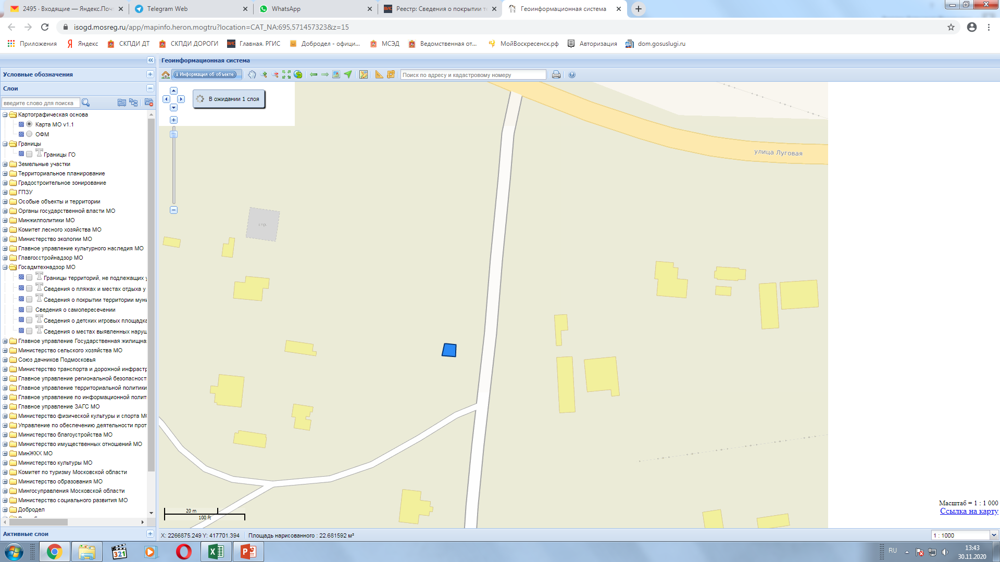 2495 · Входящие — Яндекс.Поч
Telegram Web
WhatsApp
Реестр: Сведения о покрытии т
Геоинформационная система
isogd.mosreg.ru/app/mapinfo.heron.mogtru?location=CAT_NA:695,571457323&z=15
Приложения
Яндекс
СКПДИ ДТ
СКПДИ ДОРОГИ
Главная. РГИС
Добродел - офици...
МСЭД
Ведомственная от...
МойВоскресенск.рф
Авторизация
dom.gosuslugi.ru
Геоинформационная система
Условные обозначения
Информация об объекте
Поиск по адресу и кадастровому номеру
Слои
введите слово для поиска
В ожидании 1 слоя
Картографическая основа
Карта МО v1.1
ОФМ
Границы
Границы ГО
Земельные участки
Территориальное планирование
Градостроительное зонирование
ГПЗУ
Особые объекты и территории
Органы государственной власти МО
Минжилполитики МО
Комитет лесного хозяйства МО
Министерство экологии МО
Главное управление культурного наследия МО
Главгосстройнадзор МО
Госадмтехнадзор МО
Границы территорий, не подлежащих у
Сведения о пляжах и местах отдыха у
Сведения о покрытии территории муни
Сведения о самопересечении
Сведения о детских игровых площадка
Сведения о местах выявленных наруш
Главное управление Государственная жилищна
Министерство сельского хозяйства МО
Союз дачников Подмосковья
Министерство транспорта и дорожной инфрастр
Главное управление региональной безопасност
Главное управление территориальной политики
Главное управление по информационной полит
Главное управление ЗАГС МО
Министерство физической культуры и спорта МО
Управление по обеспечению деятельности прот
Министерство благоустройства МО
Министерство имущественных отношений МО
МинЖКХ МО
Министерство культуры МО
Комитет по туризму Московской области
Министерство образования МО
Мингосуправления Московской области
Министерство социального развития МО
Добродел
Активные слои
улица Луговая
стр.
20 m
100 ft
Масштаб = 1 : 1 000
Ссылка на карту
X: 2266875.249 Y: 417701.394
Площадь нарисованного : 22.681592 м²
1 : 1000
321
RU
13:43
30.11.2020